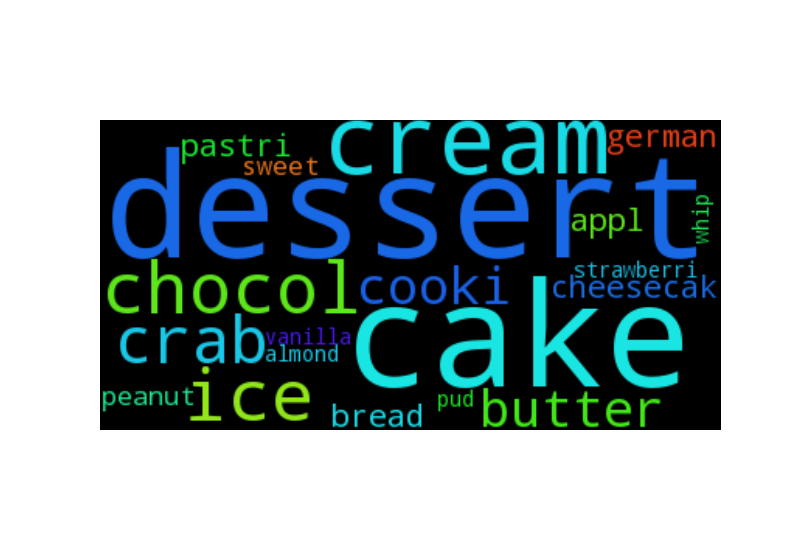 cream
german
pastri
sweet
dessert
appl
whip
strawberri
chocol
cooki
cheesecak
crab
vanilla
almond
cake
peanut
ice
bread
pud
butter